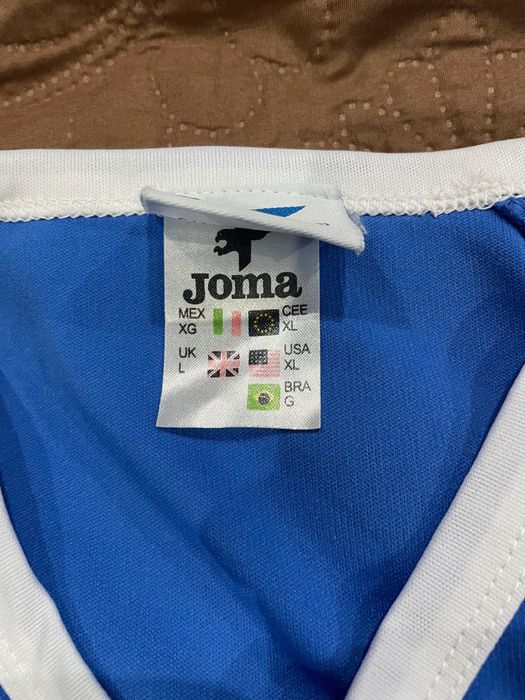 Joma
MEX CEE
XG XL
UK USA
L XL
BRA
G